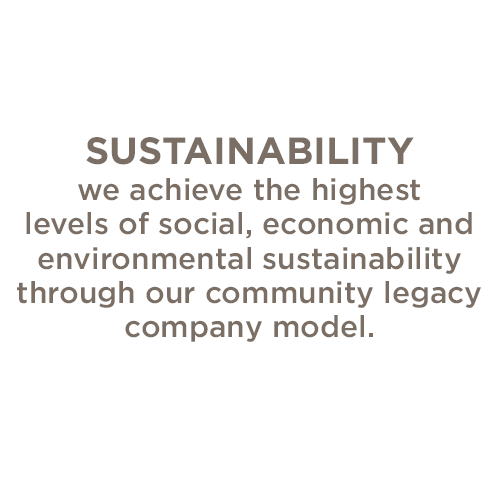 SUSTAINABILITY
we achieve the highest
levels of social, economic and
environmental sustainability
through our community legacy
company model.